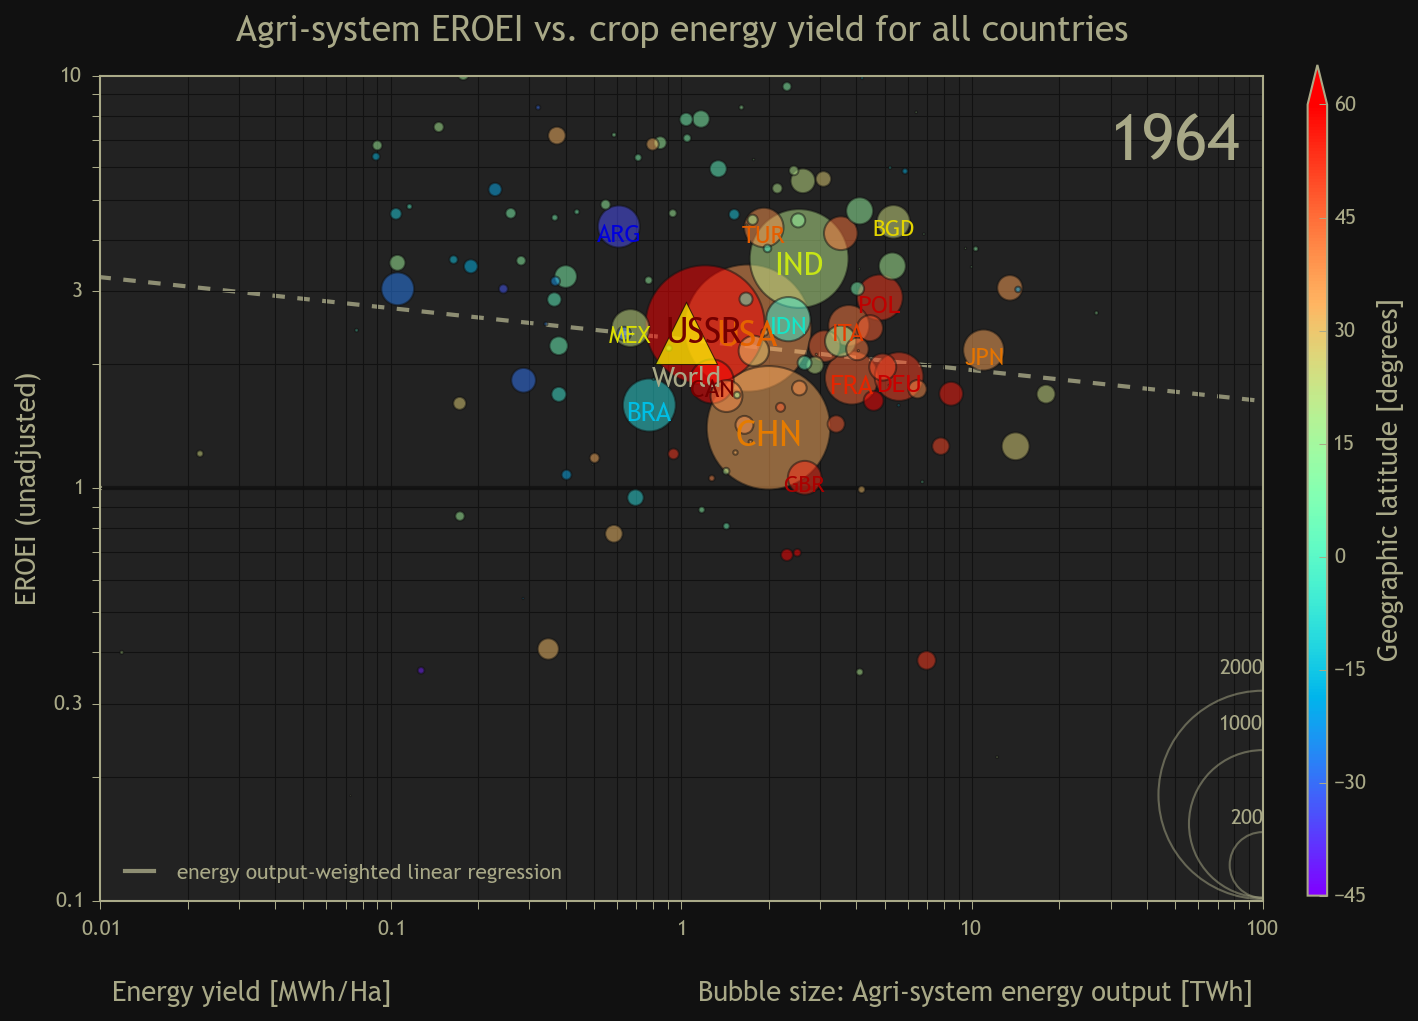 Agri-system EROEI vs. crop energy yield for all countries
1964
10
3
1
0.3
0.1
EROEI (unadjusted)
ARG
TUR
BGD
IND
POL
MEX
USSR
USA
IDN
ITA
JPN
World
CAN
FRA
DEU
BRA
CHN
GBR
2000
1000
200
energy output-weighted linear regression
0.01
0.1
1
10
100
Energy yield [MWh/Ha]
Bubble size: Agri-system energy output [TWh]
60
45
30
15
0
−15
−30
−45
Geographic latitude [degrees]